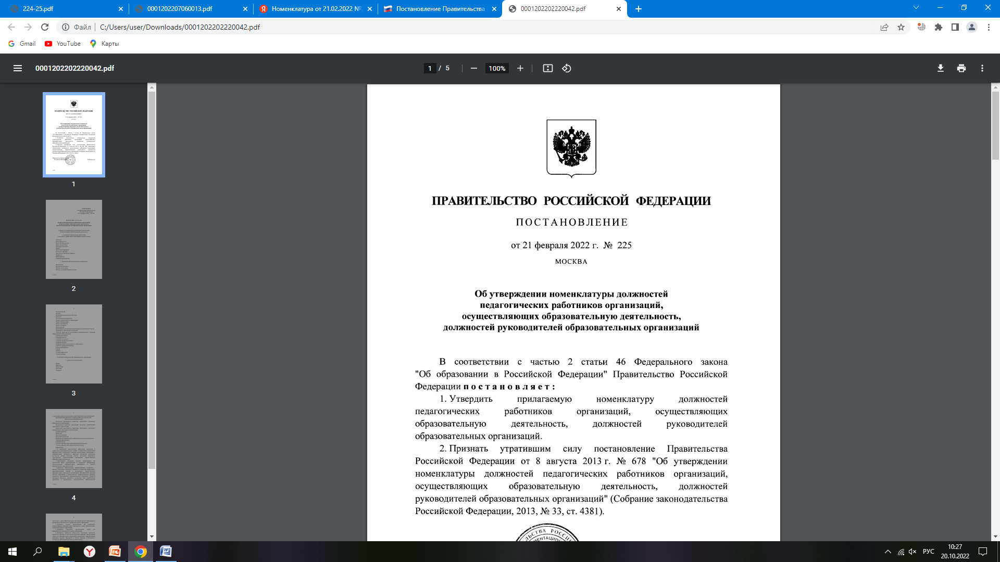 224-25.pdf
0001202207060013.pdf
Номенклатура от 21.02.2022 №
Постановление Правительства
0001202202220042.pdf
Файл
C:/Users/user/Downloads/0001202202220042.pdf
Gmail
YouTube
Карты
0001202202220042.pdf
1 / 5
100%
1
2
3
4
ПРАВИТЕЛЬСТВО РОССИЙСКОЙ ФЕДЕРАЦИИ
ПОСТАНОВЛЕНИЕ
от 21 февраля 2022 г. № 225
МОСКВА
Об утверждении номенклатуры должностей
педагогических работников организаций,
осуществляющих образовательную деятельность,
должностей руководителей образовательных организаций
В соответствии с частью 2 статьи 46 Федерального закона
"Об образовании в Российской Федерации" Правительство Российской
Федерации п о с т а н о в л я е т :
1. Утвердить прилагаемую номенклатуру должностей
педагогических работников организаций, осуществляющих
образовательную деятельность, должностей руководителей
образовательных организаций.
2. Признать утратившим силу постановление Правительства
Российской Федерации от 8 августа 2013 г. № 678 "Об утверждении
номенклатуры должностей педагогических работников организаций,
осуществляющих образовательную деятельность, должностей
руководителей образовательных организаций" (Собрание законодательства
Российской Федерации, 2013, № 33, ст. 4381).
РУС
10:27
20.10.2022